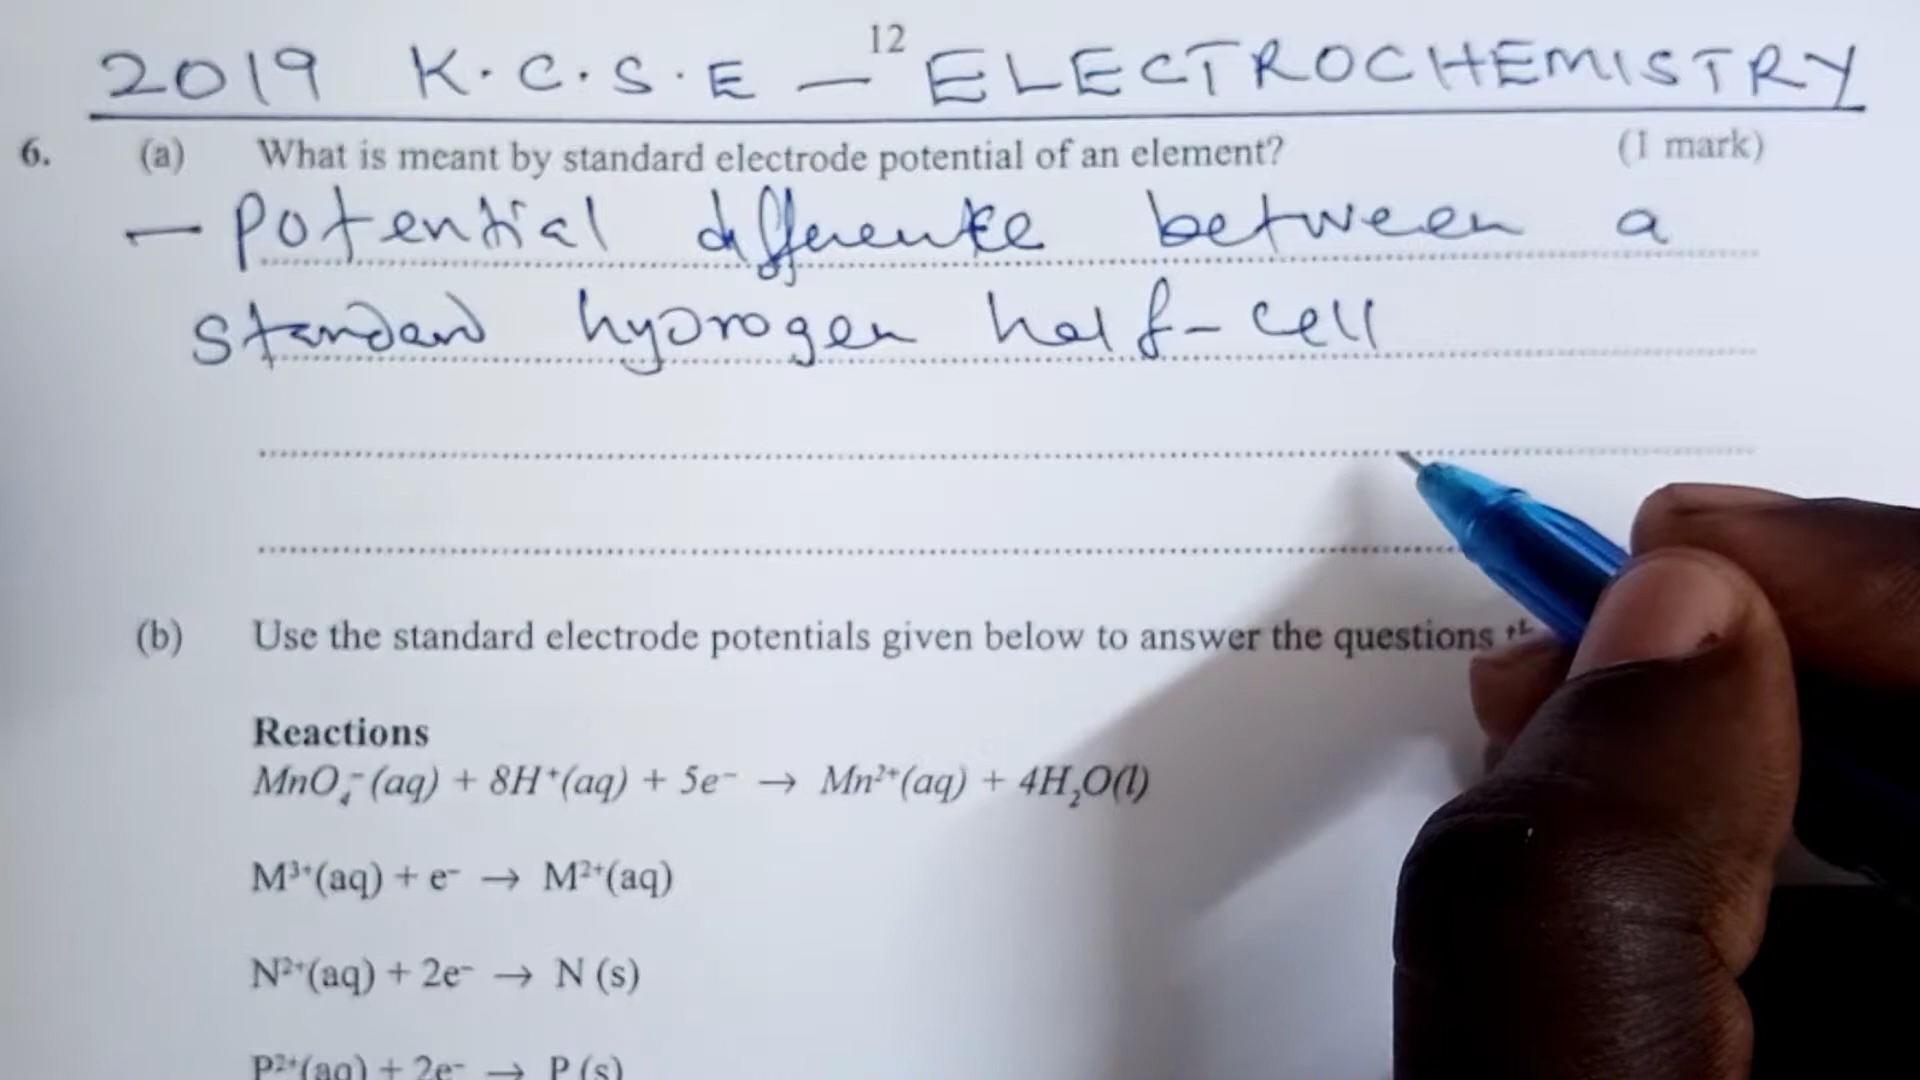 12
2019 K.C.S.E - ELECTROCHEMISTRY
6. (a) What is meant by standard electrode potential of an element? (1 mark)
- Potential difference between a
standard hydrogen half-cell
(b) Use the standard electrode potentials given below to answer the questions
Reactions
MnO₄⁻(aq) + 8H⁺(aq) + 5e⁻ → Mn²⁺(aq) + 4H₂O(l)
M³⁺(aq) + e⁻ → M²⁺(aq)
N²⁺(aq) + 2e⁻ → N (s)
P²⁺(aq) + 2e⁻ → P (s)